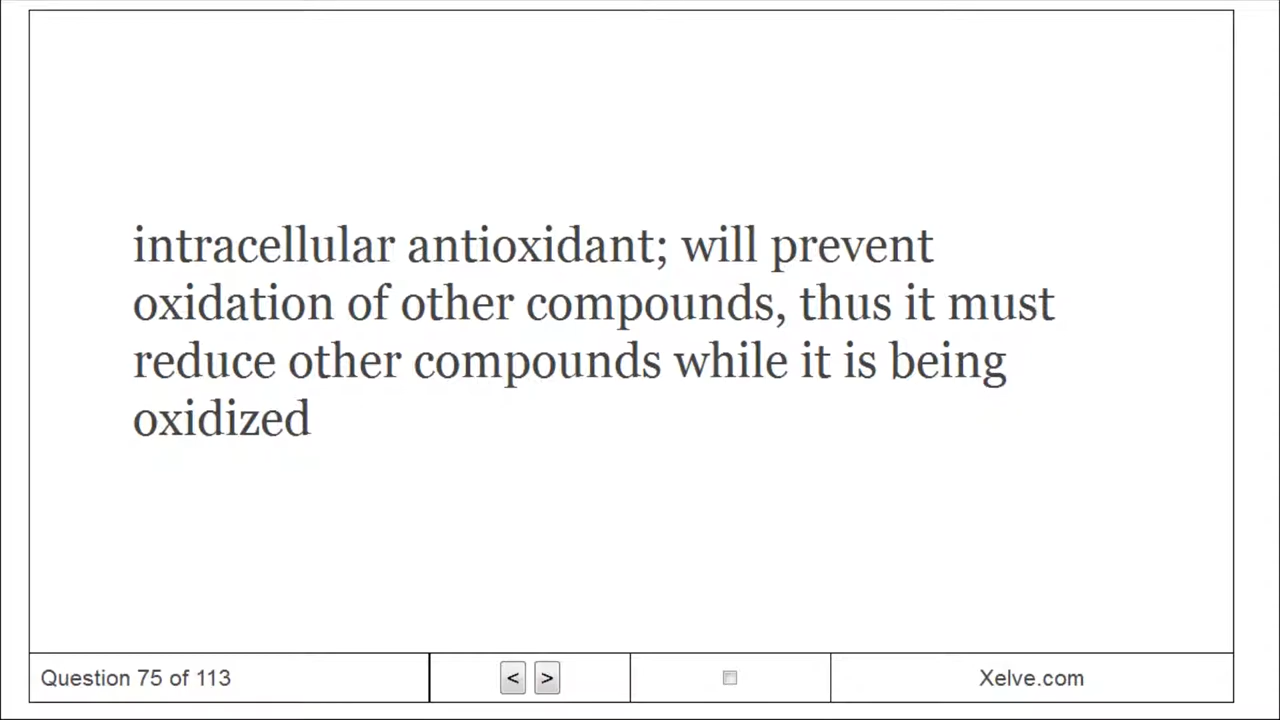 intracellular antioxidant; will prevent
oxidation of other compounds, thus it must
reduce other compounds while it is being
oxidized
Question 75 of 113
<
>
Xelve.com